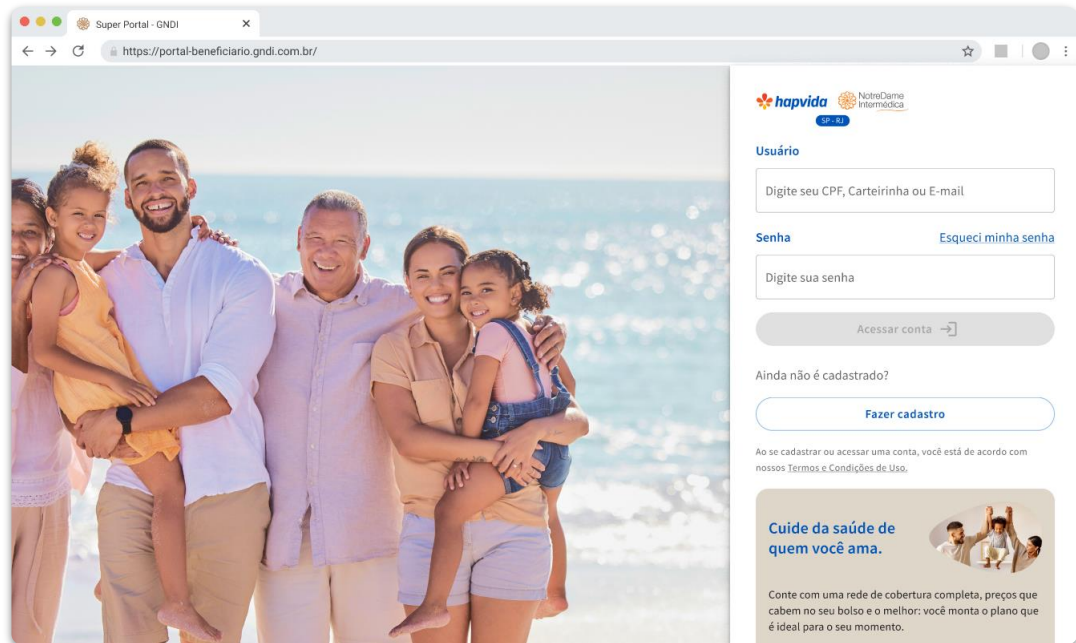 Super Portal - GNDI
https://portal-beneficiario.gndi.com.br/
hapvida NotreDame
Intermédica
SP - RJ
Usuário
Digite seu CPF, Carteirinha ou E-mail
Senha Esqueci minha senha
Digite sua senha
Acessar conta
Ainda não é cadastrado?
Fazer cadastro
Ao se cadastrar ou acessar uma conta, você está de acordo com
nossos Termos e Condições de Uso.
Cuide da saúde de
quem você ama.
Conte com uma rede de cobertura completa, preços que
cabem no seu bolso e o melhor: você monta o plano que
é ideal para o seu momento.